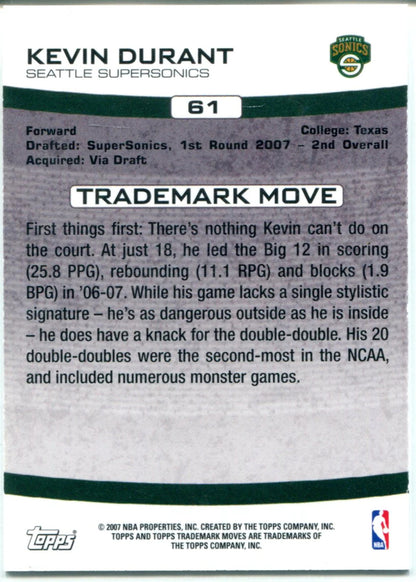 KEVIN DURANT
SEATTLE SUPERSONICS
SEATTLE
SONICS
61
Forward
College: Texas
Drafted: SuperSonics, 1st Round 2007 – 2nd Overall
Acquired: Via Draft
TRADEMARK MOVE
First things first: There's nothing Kevin can't do on
the court. At just 18, he led the Big 12 in scoring
(25.8 PPG), rebounding (11.1 RPG) and blocks (1.9
BPG) in '06-07. While his game lacks a single stylistic
signature – he's as dangerous outside as he is inside
– he does have a knack for the double-double. His 20
double-doubles were the second-most in the NCAA,
and included numerous monster games.
Topps
© 2007 NBA PROPERTIES, INC. CREATED BY THE TOPPS COMPANY, INC.
TOPPS AND TOPPS TRADEMARK MOVES ARE TRADEMARKS OF
THE TOPPS COMPANY, INC.
NBA